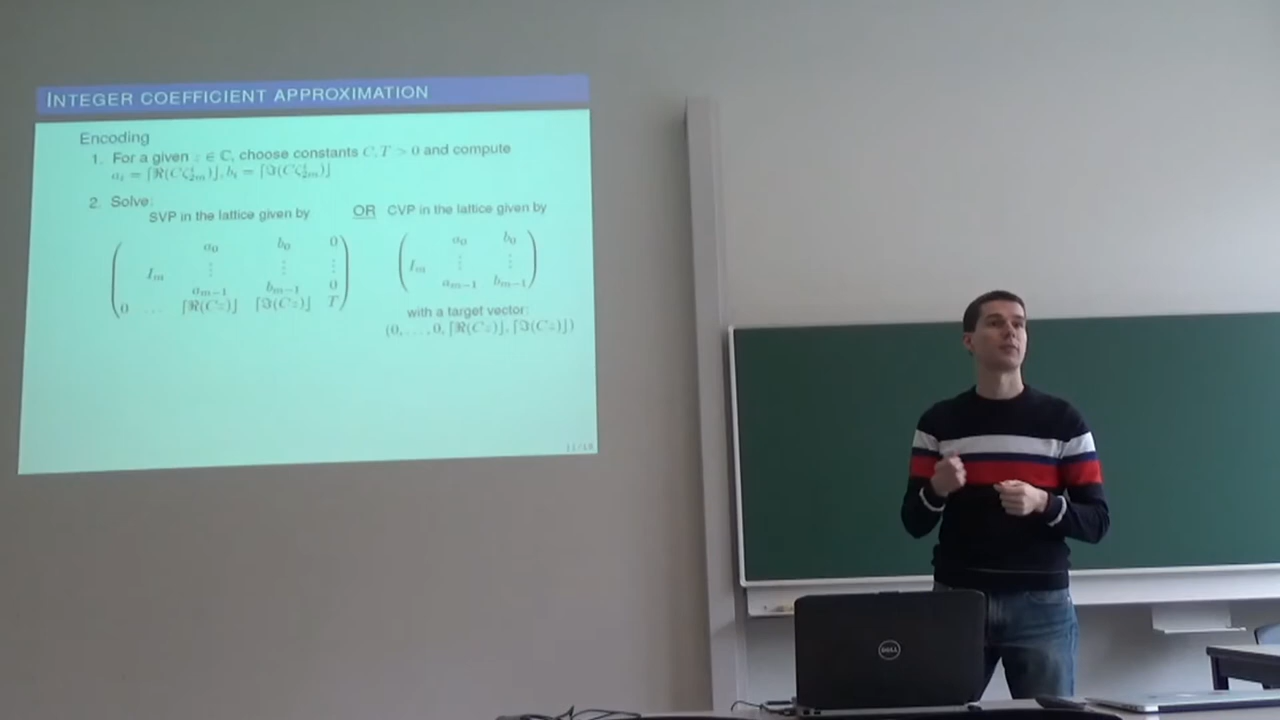 INTEGER COEFFICIENT APPROXIMATION
Encoding
1. For a given z ∈ ℂ, choose constants C, T > 0 and compute
a_i = ⌈ℜ(Cζ^i_{2m})⌋, b_i = ⌈ℑ(Cζ^i_{2m})⌋
2. Solve:
SVP in the lattice given by OR CVP in the lattice given by
a_0 b_0 0 a_0 b_0
I_m ⋮ ⋮ ⋮ I_m ⋮ ⋮
a_{m−1} b_{m−1} 0 a_{m−1} b_{m−1}
0 … ⌈ℜ(Cz)⌋ ⌈ℑ(Cz)⌋ T
with a target vector:
(0, …, 0, ⌈ℜ(Cz)⌋, ⌈ℑ(Cz)⌋)
DELL